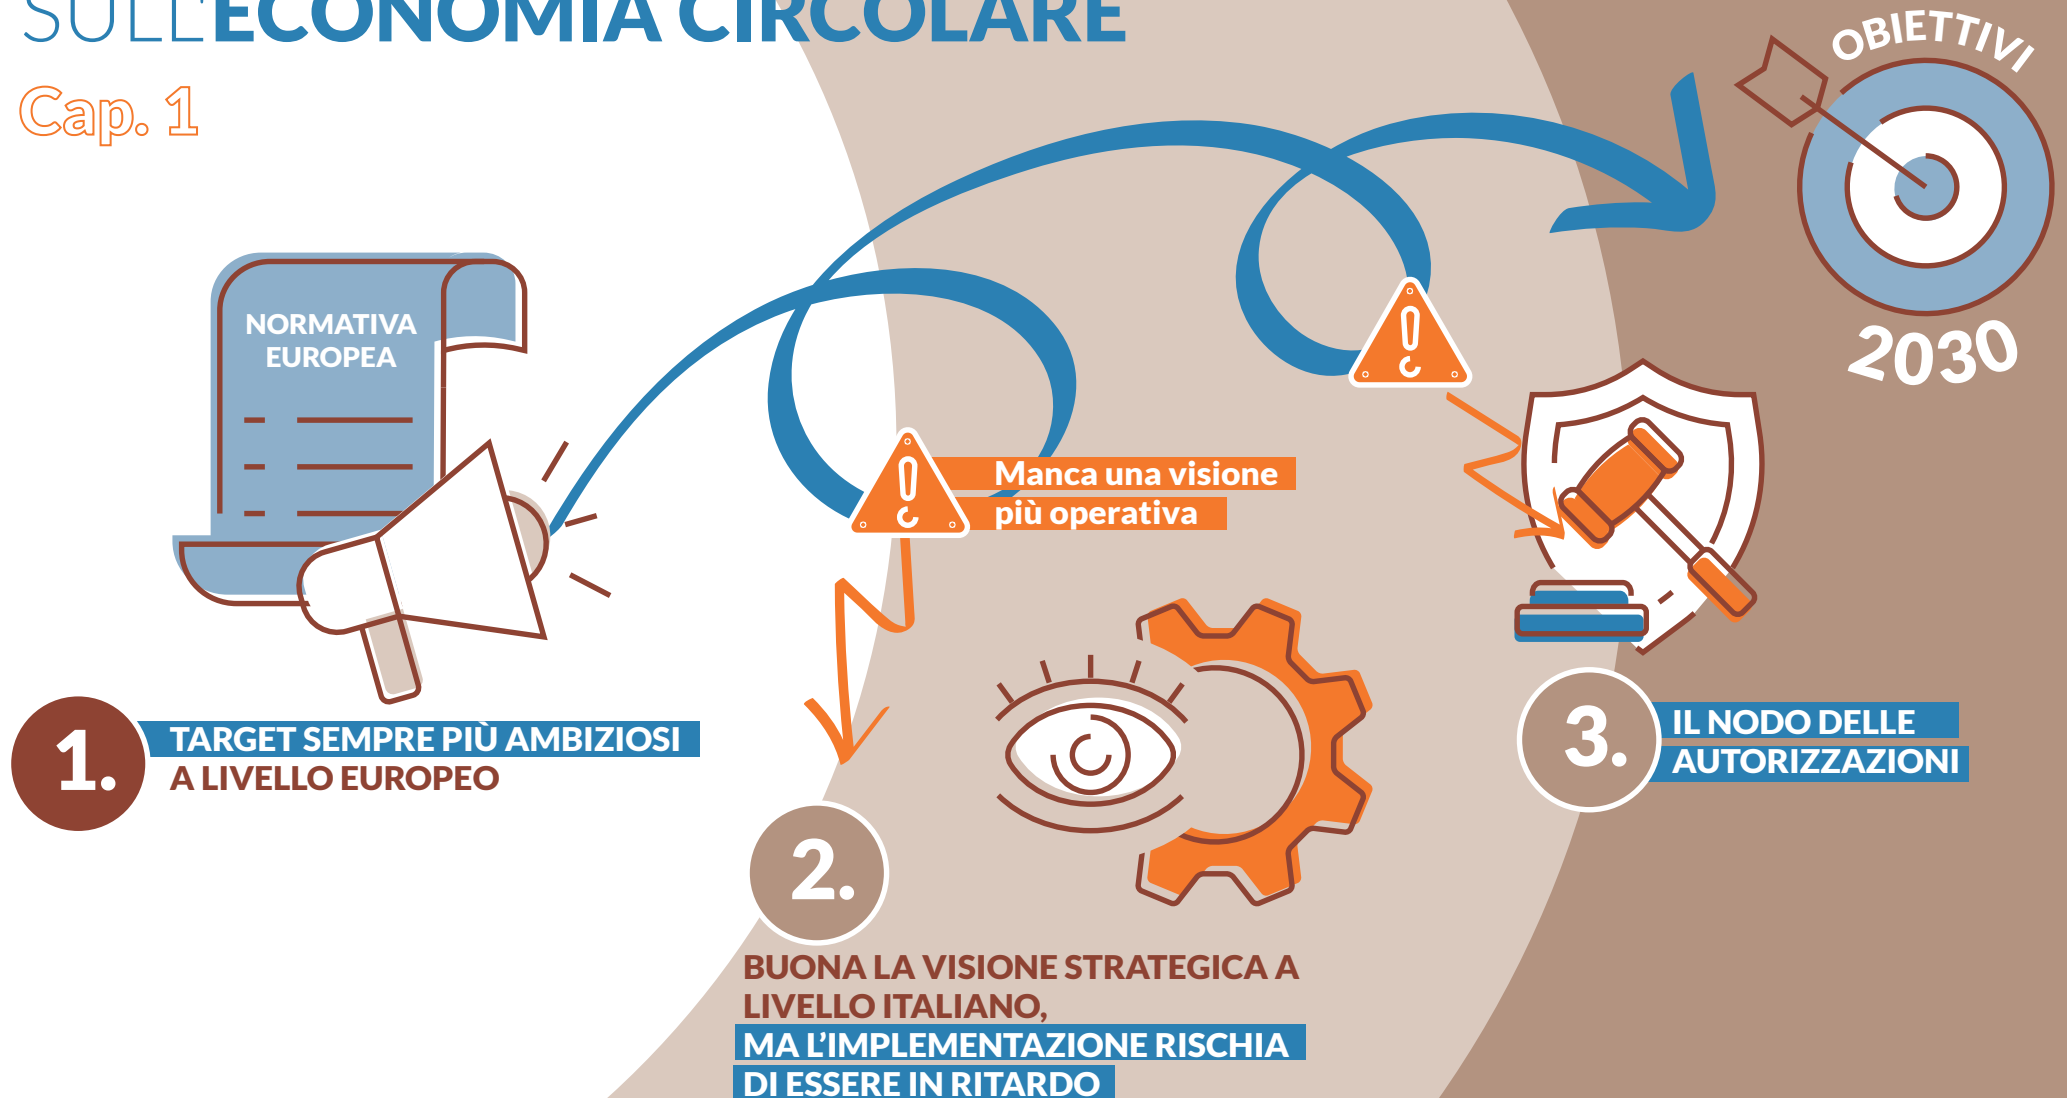 SULL'ECONOMIA CIRCOLARE
Cap. 1
OBIETTIVI
2030
NORMATIVA
EUROPEA
Manca una visione
più operativa
1.
TARGET SEMPRE PIÙ AMBIZIOSI
A LIVELLO EUROPEO
2.
BUONA LA VISIONE STRATEGICA A
LIVELLO ITALIANO,
MA L'IMPLEMENTAZIONE RISCHIA
DI ESSERE IN RITARDO
3.
IL NODO DELLE
AUTORIZZAZIONI